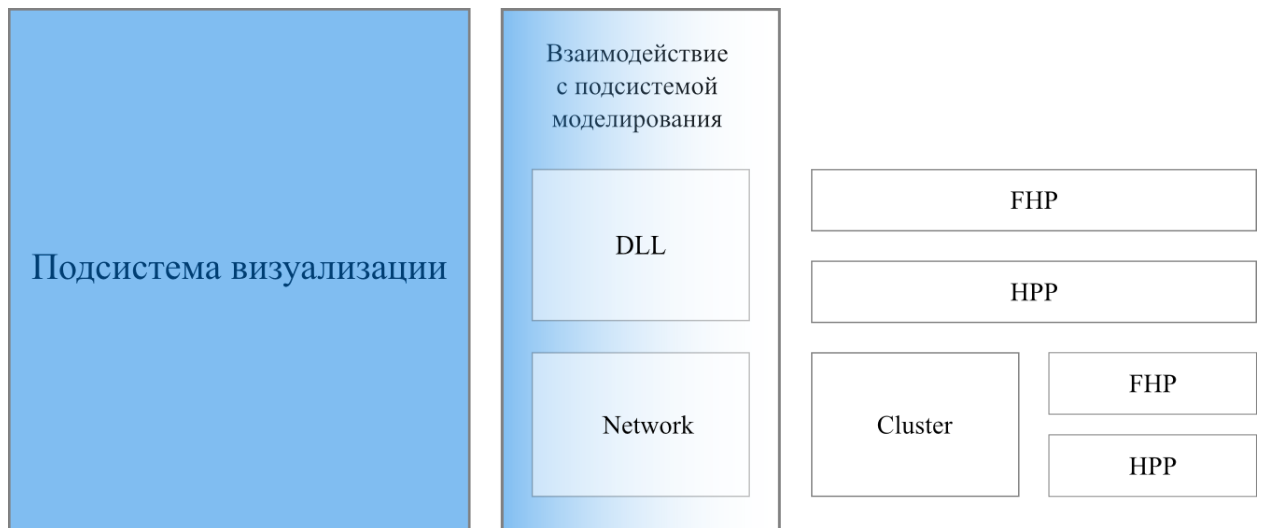 Подсистема визуализации
Взаимодействие
с подсистемой
моделирования
DLL
Network
FHP
HPP
Cluster
FHP
HPP